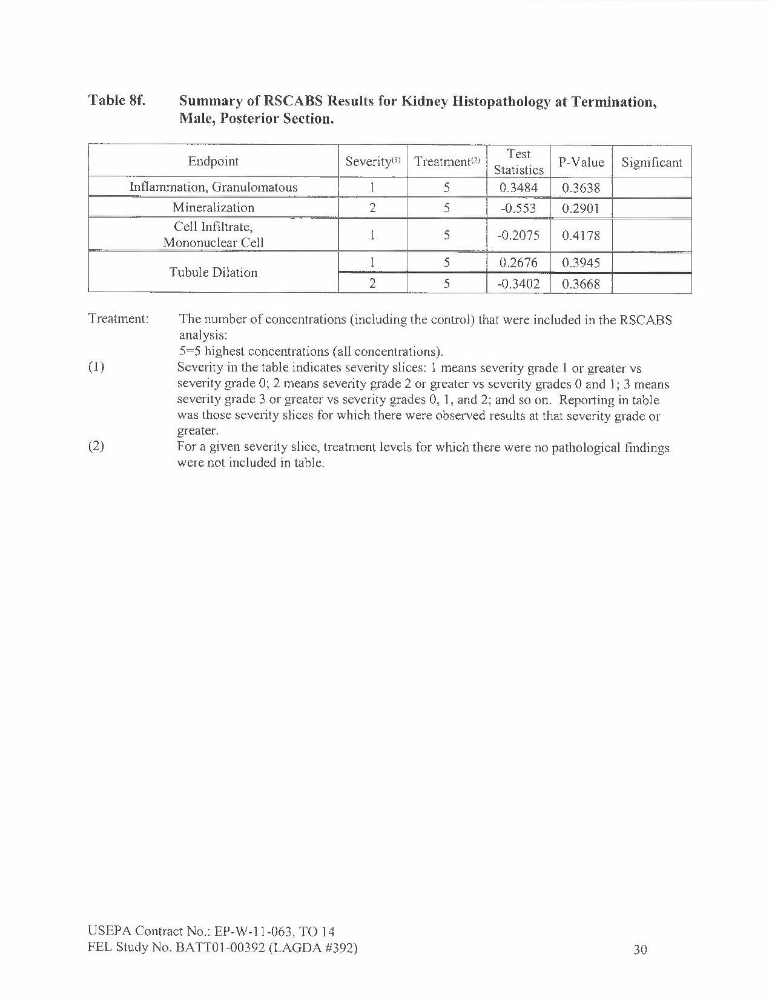 Table 8f. Summary of RSCABS Results for Kidney Histopathology at Termination,
Male, Posterior Section.
Endpoint Severity(1) Treatment(2) Test Statistics P-Value Significant
Inflammation, Granulomatous 1 5 0.3484 0.3638
Mineralization 2 5 -0.553 0.2901
Cell Infiltrate,
Mononuclear Cell 1 5 -0.2075 0.4178
Tubule Dilation 1 5 0.2676 0.3945
2 5 -0.3402 0.3668
Treatment: The number of concentrations (including the control) that were included in the RSCABS
analysis:
5=5 highest concentrations (all concentrations).
(1) Severity in the table indicates severity slices: 1 means severity grade 1 or greater vs
severity grade 0; 2 means severity grade 2 or greater vs severity grades 0 and 1; 3 means
severity grade 3 or greater vs severity grades 0, 1, and 2; and so on. Reporting in table
was those severity slices for which there were observed results at that severity grade or
greater.
(2) For a given severity slice, treatment levels for which there were no pathological findings
were not included in table.
USEPA Contract No.: EP-W-11-063, TO 14
FEL Study No. BATT01-00392 (LAGDA #392) 30